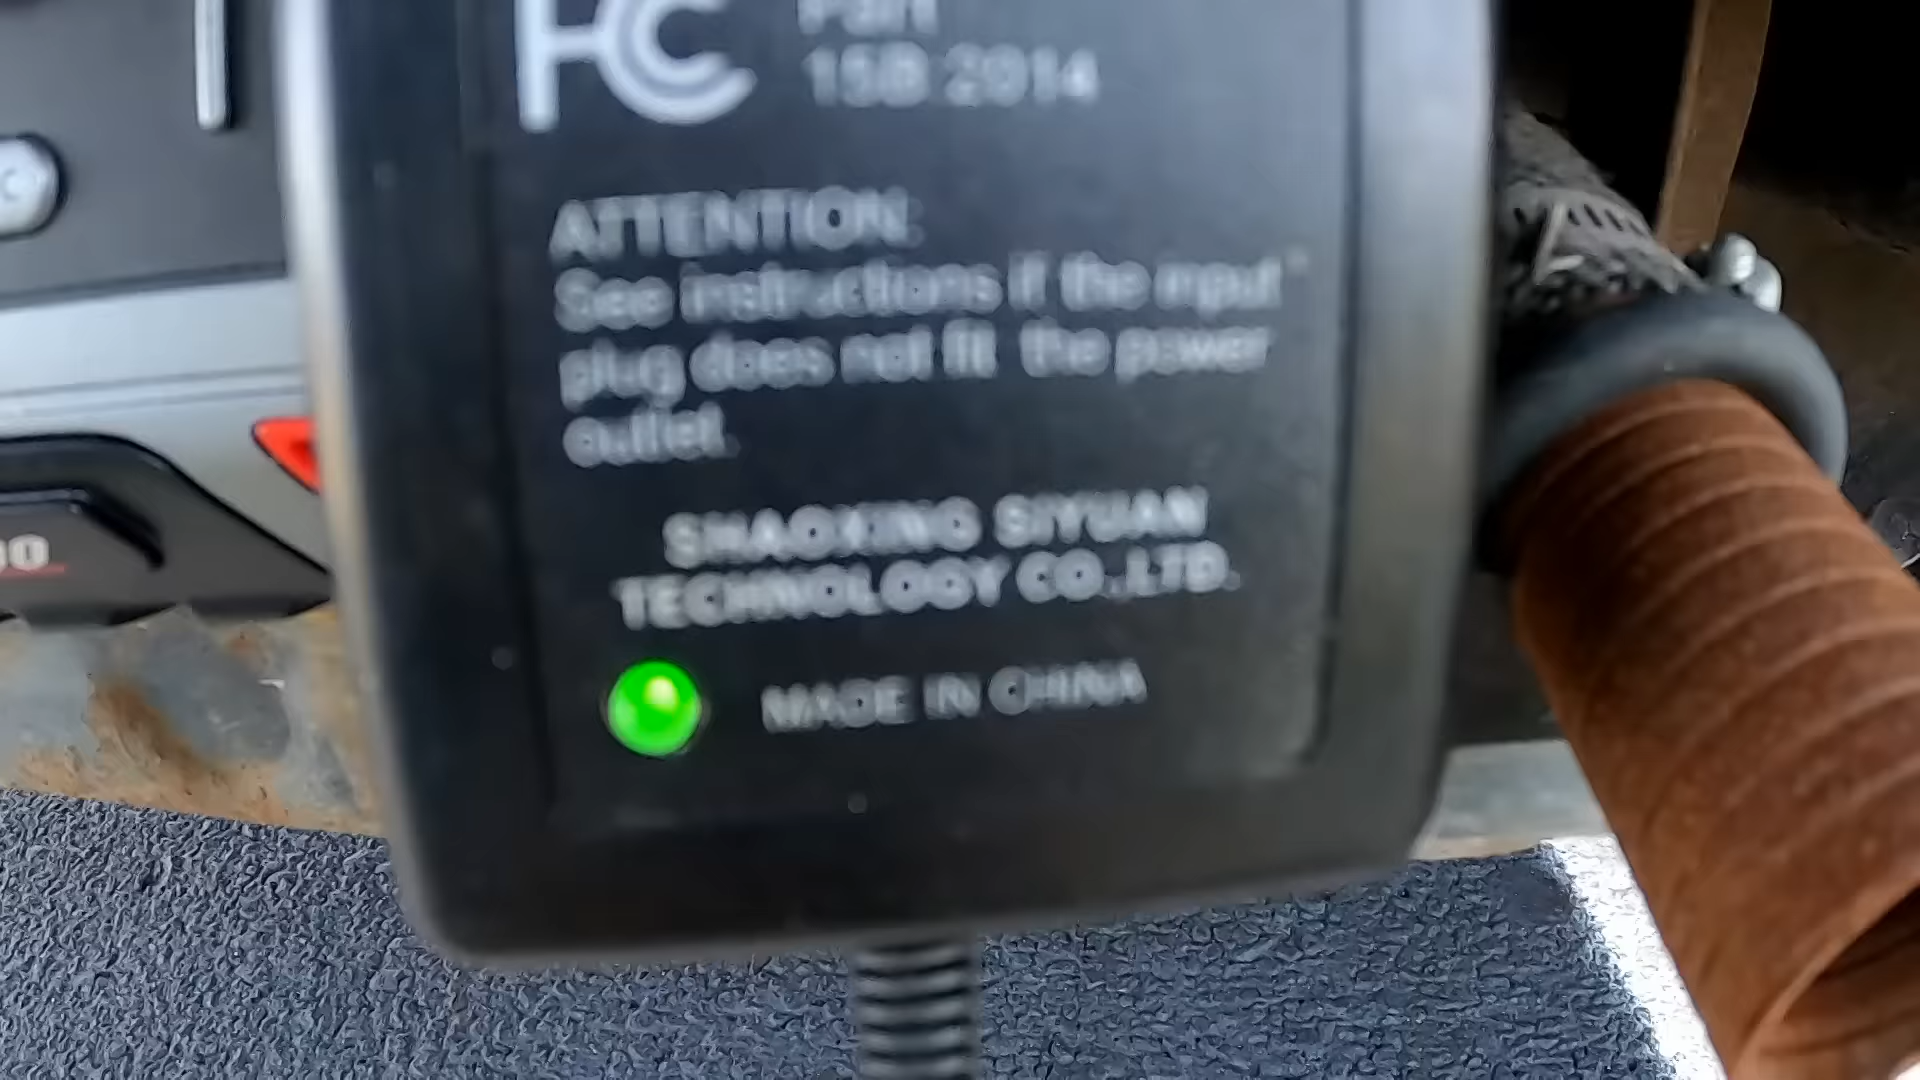 FC Part
15B 2014
ATTENTION:
See instructions if the input
plug does not fit the power
outlet.
SHAOXING SIYUAN
TECHNOLOGY CO.,LTD.
MADE IN CHINA